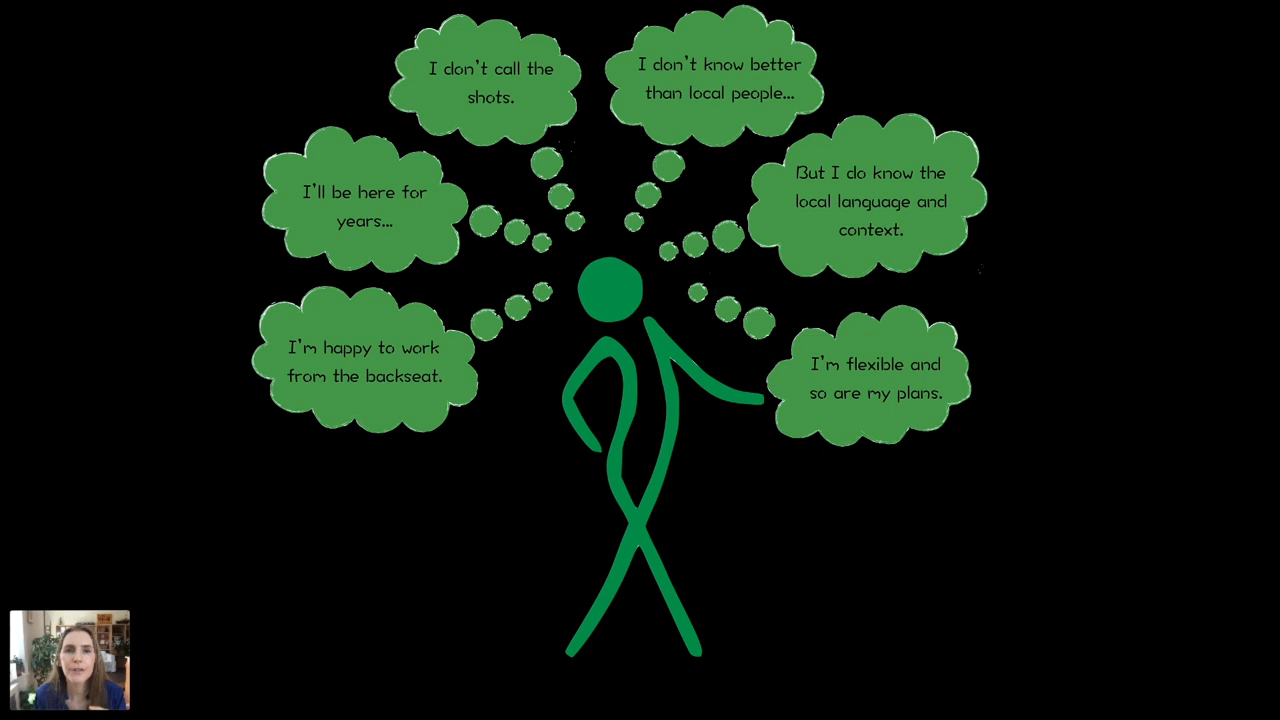 I don't call the
shots.
I don't know better
than local people...
I'll be here for
years...
But I do know the
local language and
context.
I'm happy to work
from the backseat.
I'm flexible and
so are my plans.